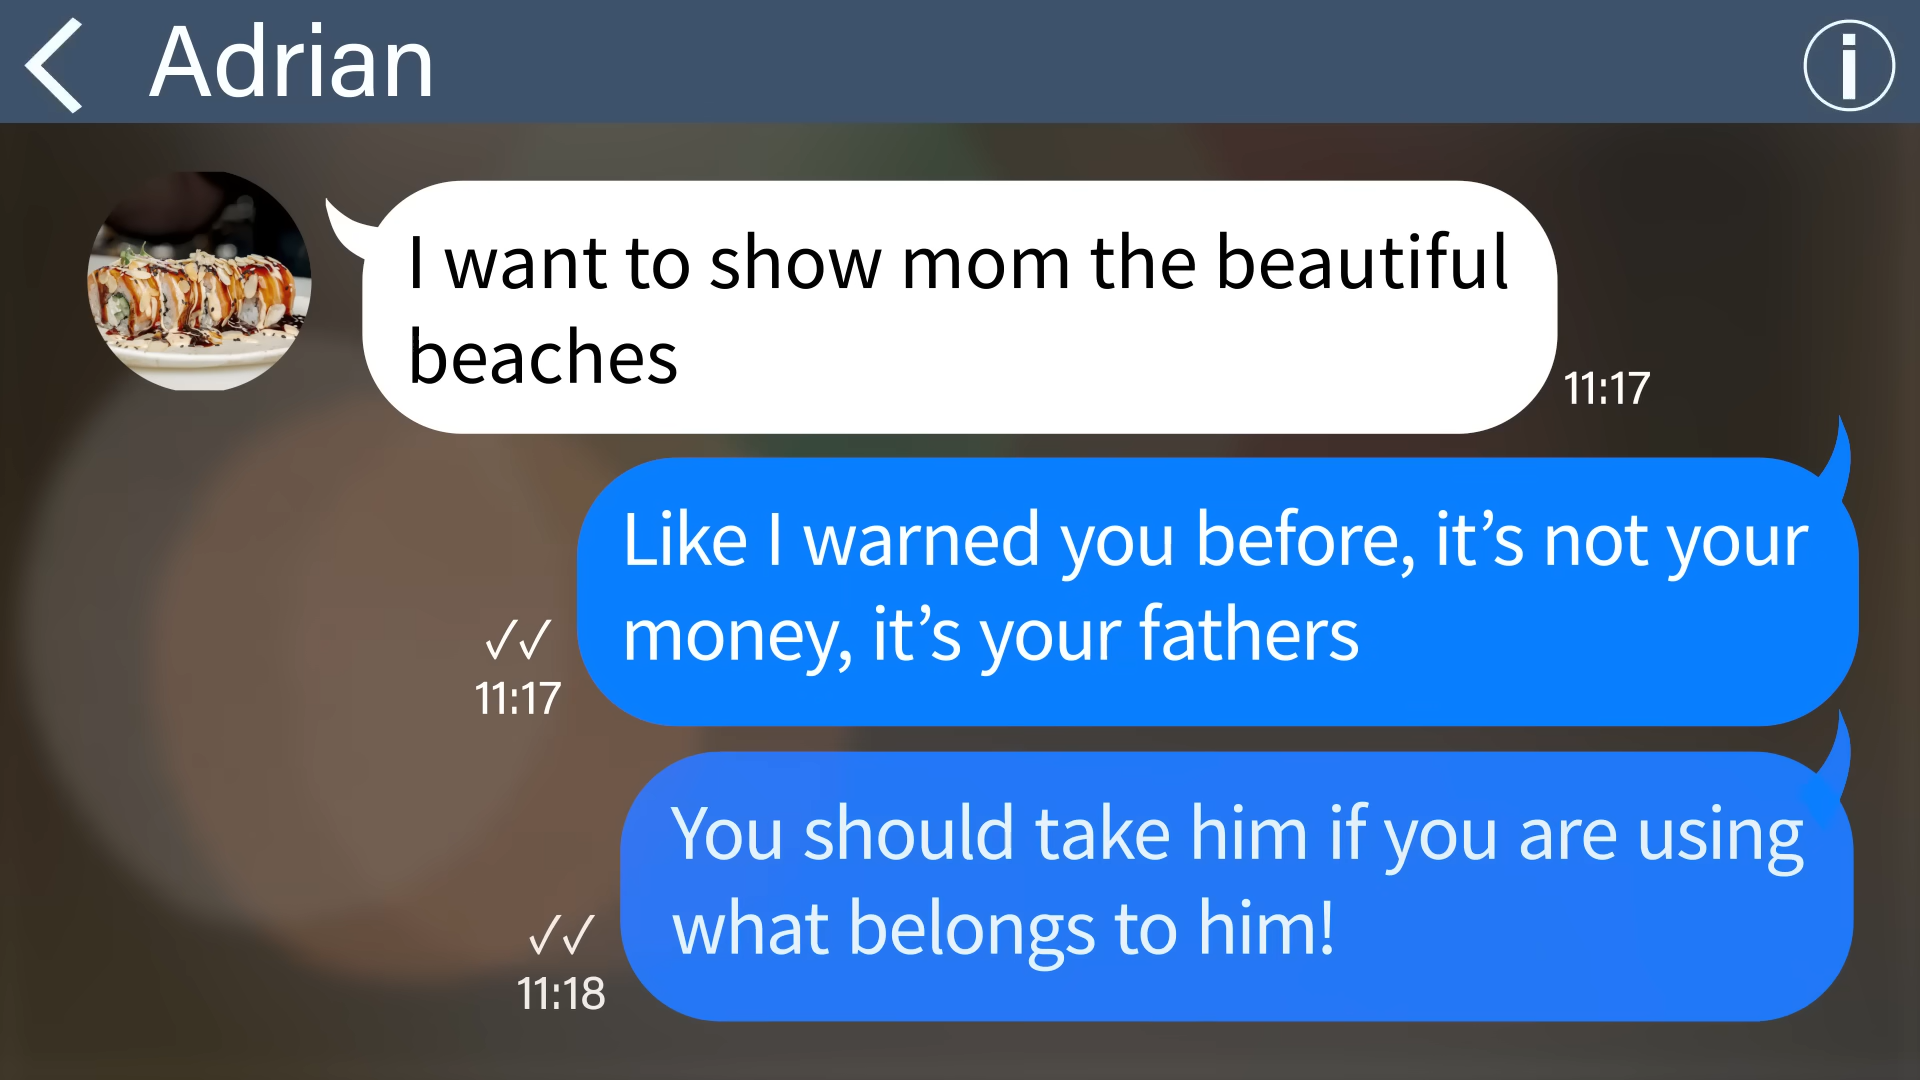 Adrian
I want to show mom the beautiful
beaches
11:17
Like I warned you before, it’s not your
money, it’s your fathers
11:17
You should take him if you are using
what belongs to him!
11:18